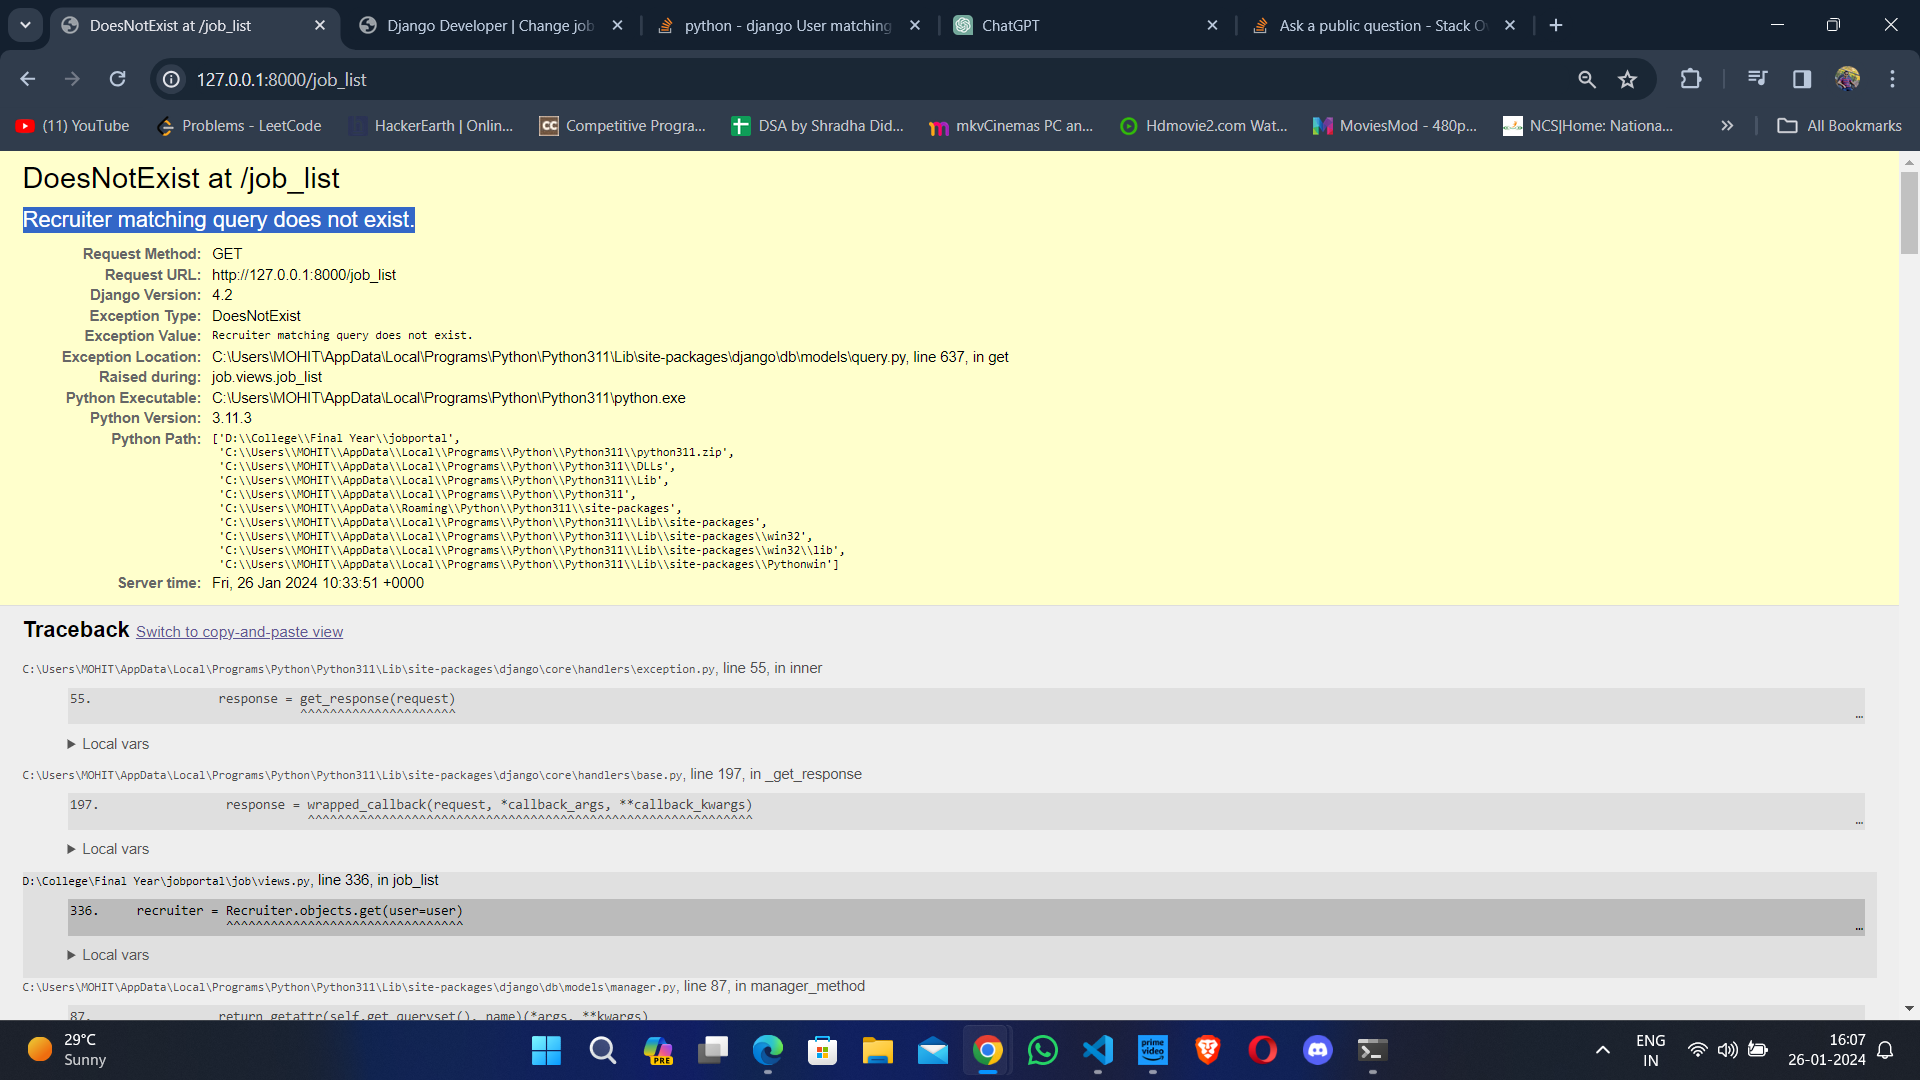 DoesNotExist at /job_list
Django Developer | Change job
python - django User matching
ChatGPT
Ask a public question - Stack O
127.0.0.1:8000/job_list
(11) YouTube
Problems - LeetCode
HackerEarth | Onlin...
CC
Competitive Progra...
DSA by Shradha Did...
mkvCinemas PC an...
Hdmovie2.com Wat...
MoviesMod - 480p...
NCS|Home: Nationa...
All Bookmarks
DoesNotExist at /job_list
Recruiter matching query does not exist.
Request Method: GET
Request URL: http://127.0.0.1:8000/job_list
Django Version: 4.2
Exception Type: DoesNotExist
Exception Value: Recruiter matching query does not exist.
Exception Location: C:\Users\MOHIT\AppData\Local\Programs\Python\Python311\Lib\site-packages\django\db\models\query.py, line 637, in get
Raised during: job.views.job_list
Python Executable: C:\Users\MOHIT\AppData\Local\Programs\Python\Python311\python.exe
Python Version: 3.11.3
Python Path: ['D:\\College\\Final Year\\jobportal',
'C:\\Users\\MOHIT\\AppData\\Local\\Programs\\Python\\Python311\\python311.zip',
'C:\\Users\\MOHIT\\AppData\\Local\\Programs\\Python\\Python311\\DLLs',
'C:\\Users\\MOHIT\\AppData\\Local\\Programs\\Python\\Python311\\Lib',
'C:\\Users\\MOHIT\\AppData\\Local\\Programs\\Python\\Python311',
'C:\\Users\\MOHIT\\AppData\\Roaming\\Python\\Python311\\site-packages',
'C:\\Users\\MOHIT\\AppData\\Local\\Programs\\Python\\Python311\\Lib\\site-packages',
'C:\\Users\\MOHIT\\AppData\\Local\\Programs\\Python\\Python311\\Lib\\site-packages\\win32',
'C:\\Users\\MOHIT\\AppData\\Local\\Programs\\Python\\Python311\\Lib\\site-packages\\win32\\lib',
'C:\\Users\\MOHIT\\AppData\\Local\\Programs\\Python\\Python311\\Lib\\site-packages\\Pythonwin']
Server time: Fri, 26 Jan 2024 10:33:51 +0000
Traceback Switch to copy-and-paste view
C:\Users\MOHIT\AppData\Local\Programs\Python\Python311\Lib\site-packages\django\core\handlers\exception.py, line 55, in inner
55. response = get_response(request)
^^^^^^^^^^^^^^^^^^^^^ …
Local vars
C:\Users\MOHIT\AppData\Local\Programs\Python\Python311\Lib\site-packages\django\core\handlers\base.py, line 197, in _get_response
197. response = wrapped_callback(request, *callback_args, **callback_kwargs)
^^^^^^^^^^^^^^^^^^^^^^^^^^^^^^^^^^^^^^^^^^^^^^^^^^^^^^^^^^^^ …
Local vars
D:\College\Final Year\jobportal\job\views.py, line 336, in job_list
336. recruiter = Recruiter.objects.get(user=user)
^^^^^^^^^^^^^^^^^^^^^^^^^^^^^^^^ …
Local vars
C:\Users\MOHIT\AppData\Local\Programs\Python\Python311\Lib\site-packages\django\db\models\manager.py, line 87, in manager_method
87. return getattr(self.get_queryset(), name)(*args, **kwargs)
29°C
Sunny
PRE
prime video
ENG
IN
16:07
26-01-2024